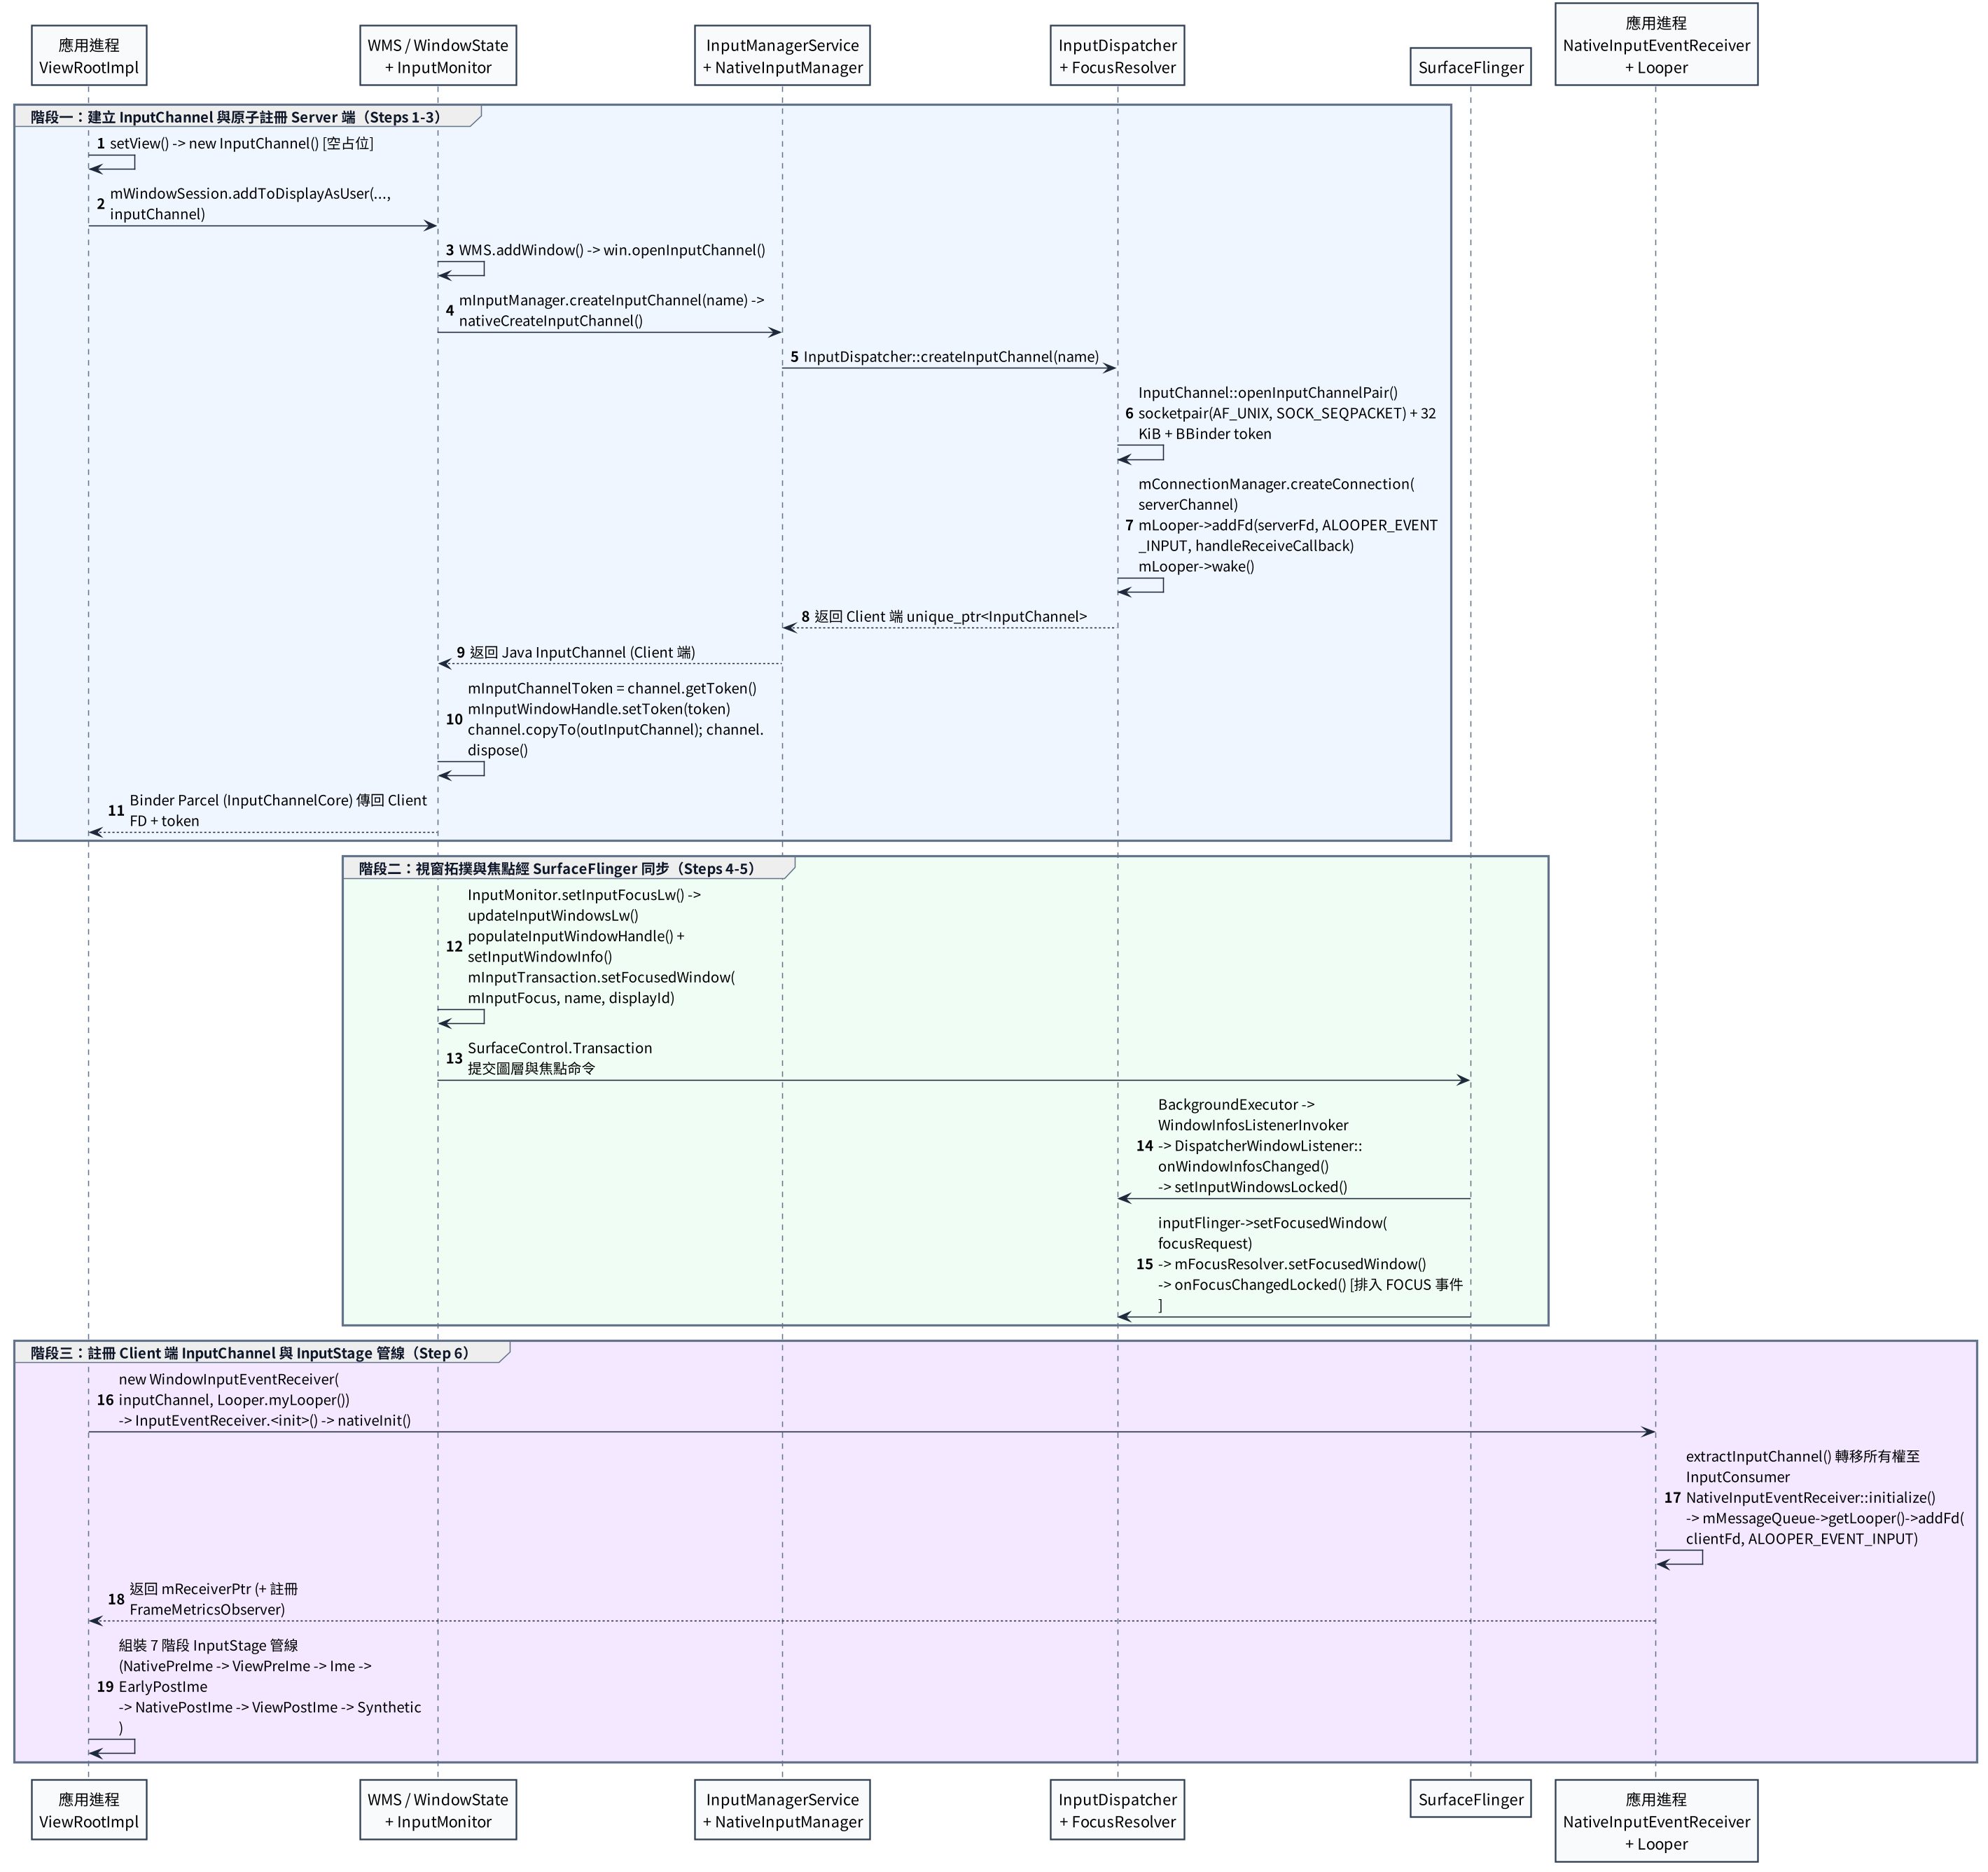 應用進程
ViewRootImpl
WMS / WindowState
+ InputMonitor
InputManagerService
+ NativeInputManager
InputDispatcher
+ FocusResolver
SurfaceFlinger
應用進程
NativeInputEventReceiver
+ Looper
階段一：建立 InputChannel 與原子註冊 Server 端（Steps 1-3）
1 setView() -> new InputChannel() [空占位]
2 mWindowSession.addToDisplayAsUser(...,
inputChannel)
3 WMS.addWindow() -> win.openInputChannel()
4 mInputManager.createInputChannel(name) ->
nativeCreateInputChannel()
5 InputDispatcher::createInputChannel(name)
InputChannel::openInputChannelPair()
6 socketpair(AF_UNIX, SOCK_SEQPACKET) + 32
KiB + BBinder token
mConnectionManager.createConnection(
serverChannel)
7 mLooper->addFd(serverFd, ALOOPER_EVENT
_INPUT, handleReceiveCallback)
mLooper->wake()
8 返回 Client 端 unique_ptr<InputChannel>
9 返回 Java InputChannel (Client 端)
mInputChannelToken = channel.getToken()
10 mInputWindowHandle.setToken(token)
channel.copyTo(outInputChannel); channel.
dispose()
11 Binder Parcel (InputChannelCore) 傳回 Client
FD + token
階段二：視窗拓撲與焦點經 SurfaceFlinger 同步（Steps 4-5）
InputMonitor.setInputFocusLw() ->
updateInputWindowsLw()
12 populateInputWindowHandle() +
setInputWindowInfo()
mInputTransaction.setFocusedWindow(
mInputFocus, name, displayId)
13 SurfaceControl.Transaction
提交圖層與焦點命令
BackgroundExecutor ->
WindowInfosListenerInvoker
14 -> DispatcherWindowListener::
onWindowInfosChanged()
-> setInputWindowsLocked()
inputFlinger->setFocusedWindow(
focusRequest)
15 -> mFocusResolver.setFocusedWindow()
-> onFocusChangedLocked() [排入 FOCUS 事件
]
階段三：註冊 Client 端 InputChannel 與 InputStage 管線（Step 6）
new WindowInputEventReceiver(
16 inputChannel, Looper.myLooper())
-> InputEventReceiver.<init>() -> nativeInit()
extractInputChannel() 轉移所有權至
InputConsumer
17 NativeInputEventReceiver::initialize()
-> mMessageQueue->getLooper()->addFd(
clientFd, ALOOPER_EVENT_INPUT)
18 返回 mReceiverPtr (+ 註冊
FrameMetricsObserver)
組裝 7 階段 InputStage 管線
(NativePreIme -> ViewPreIme -> Ime ->
19 EarlyPostIme
-> NativePostIme -> ViewPostIme -> Synthetic
)
應用進程
ViewRootImpl
WMS / WindowState
+ InputMonitor
InputManagerService
+ NativeInputManager
InputDispatcher
+ FocusResolver
SurfaceFlinger
應用進程
NativeInputEventReceiver
+ Looper